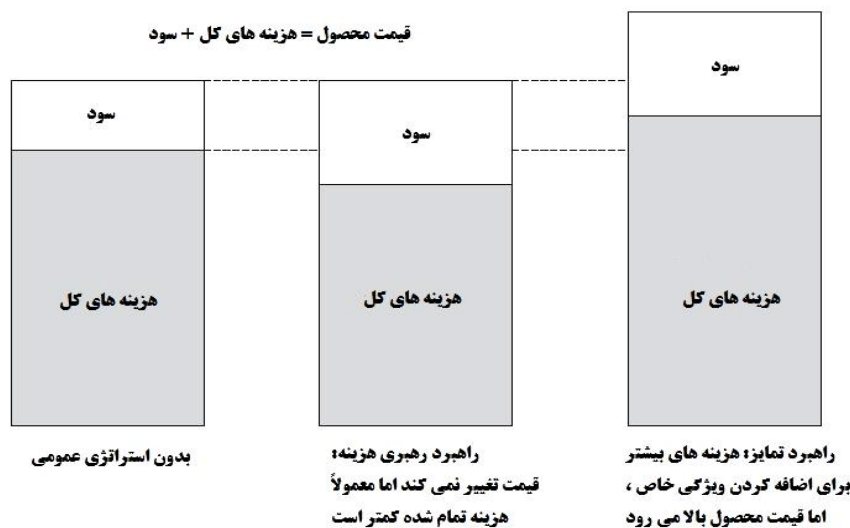 قیمت محصول = هزینه های کل + سود
سود
سود
سود
هزینه های کل
هزینه های کل
هزینه های کل
راهبرد تمایز: هزینه های بیشتر
برای اضافه کردن ویژگی خاص ،
اما قیمت محصول بالا می رود
راهبرد رهبری هزینه:
قیمت تغییر نمی کند اما معمولاً
هزینه تمام شده کمتر است
بدون استراتژی عمومی